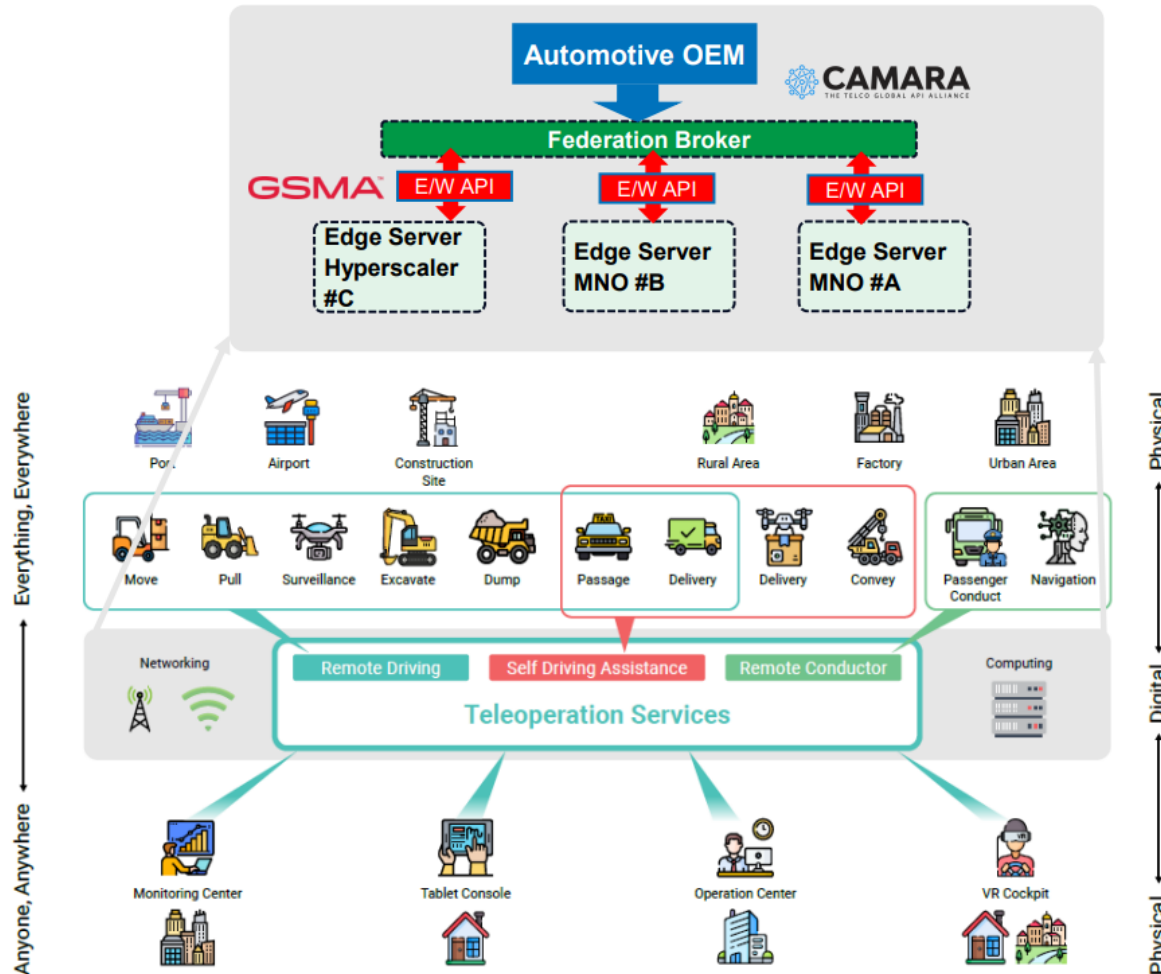 Automotive OEM
CAMARA
THE TELCO GLOBAL API ALLIANCE
Federation Broker
GSMA™
E/W API
E/W API
E/W API
Edge Server
Hyperscaler
#C
Edge Server
MNO #B
Edge Server
MNO #A
Everything, Everywhere
Anyone, Anywhere
Physical
Digital
Physical
Port
Airport
Construction
Site
Rural Area
Factory
Urban Area
Move
Pull
Surveillance
Excavate
Dump
TAXI
Passage
Delivery
Delivery
Convey
Passenger
Conduct
Navigation
Networking
Remote Driving
Self Driving Assistance
Remote Conductor
Computing
Teleoperation Services
Monitoring Center
Tablet Console
Operation Center
VR
VR Cockpit